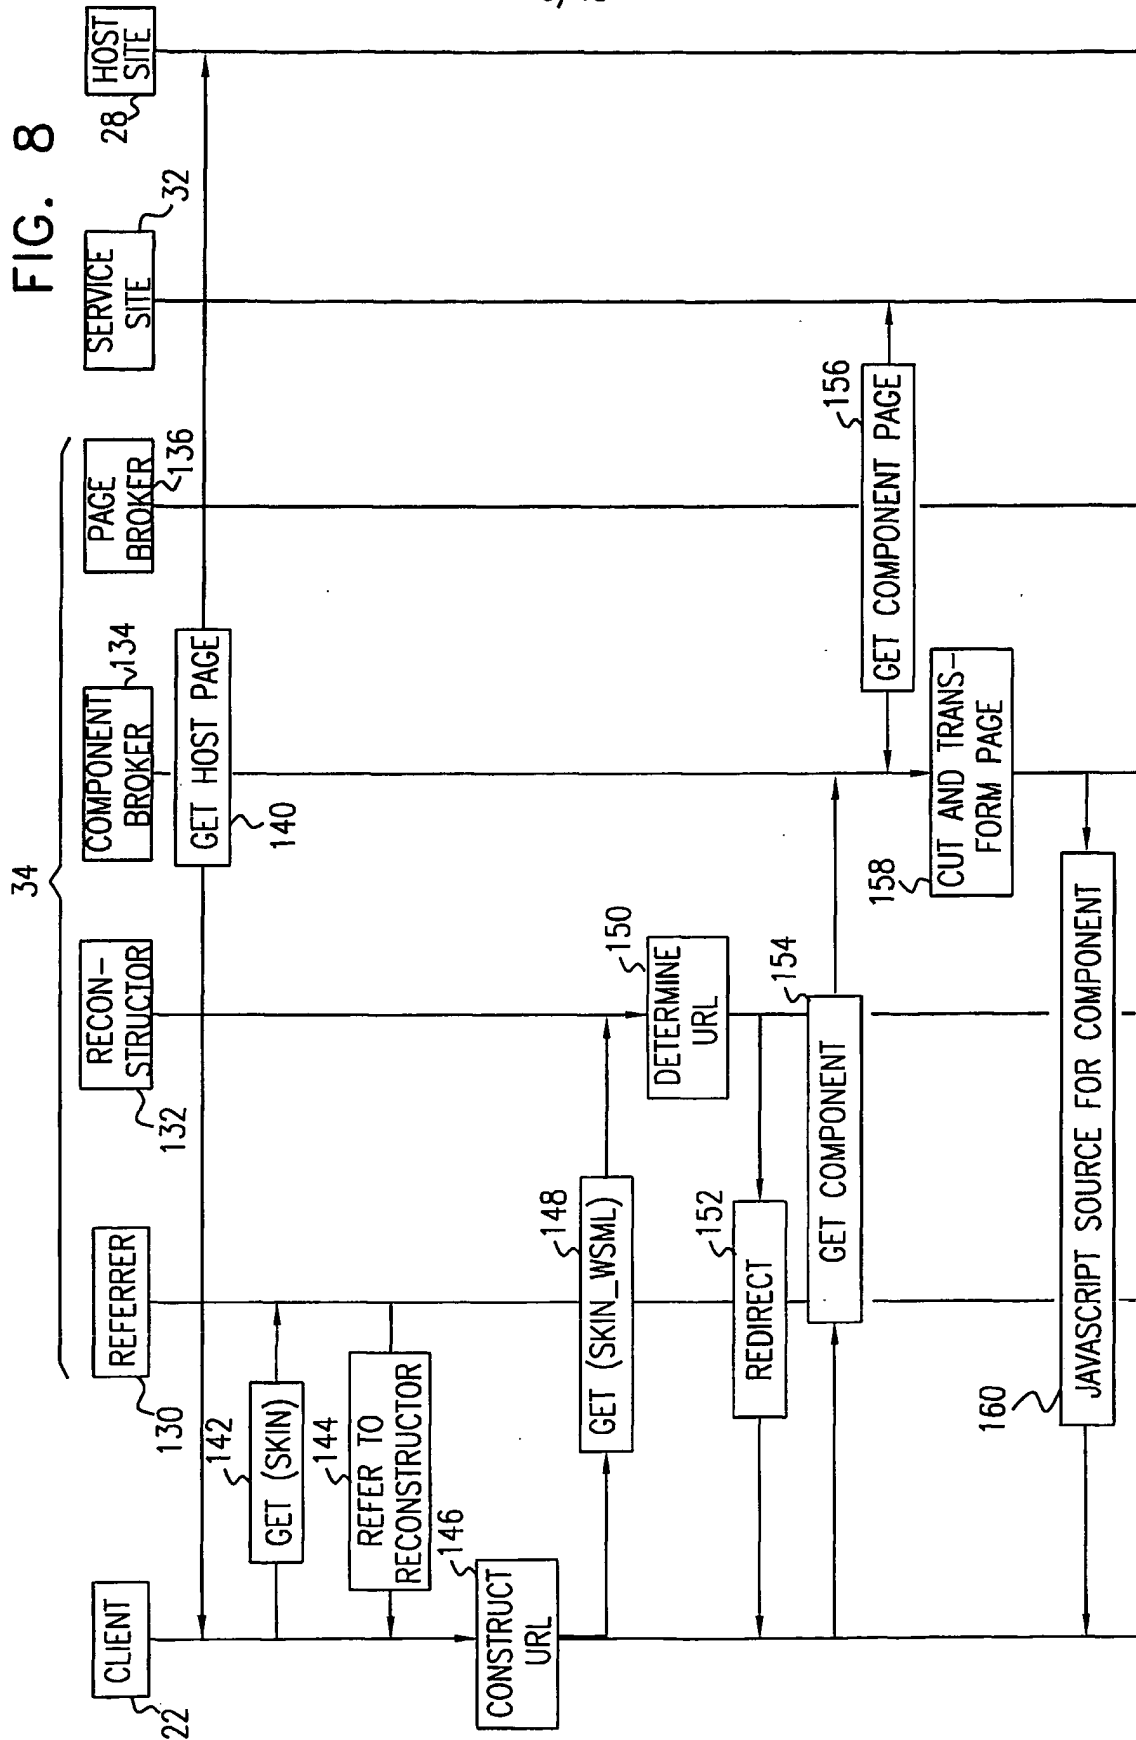 FIG. 8
34
CLIENT
22
REFERRER
130
RECON-
STRUCTOR
132
COMPONENT
BROKER
134
PAGE
BROKER
136
SERVICE
SITE
32
HOST
SITE
28
GET HOST PAGE
140
142
GET (SKIN)
144
REFER TO
RECONSTRUCTOR
146
CONSTRUCT
URL
148
GET (SKIN_WSML)
150
DETERMINE
URL
152
REDIRECT
154
GET COMPONENT
156
GET COMPONENT PAGE
158
CUT AND TRANS-
FORM PAGE
160
JAVASCRIPT SOURCE FOR COMPONENT